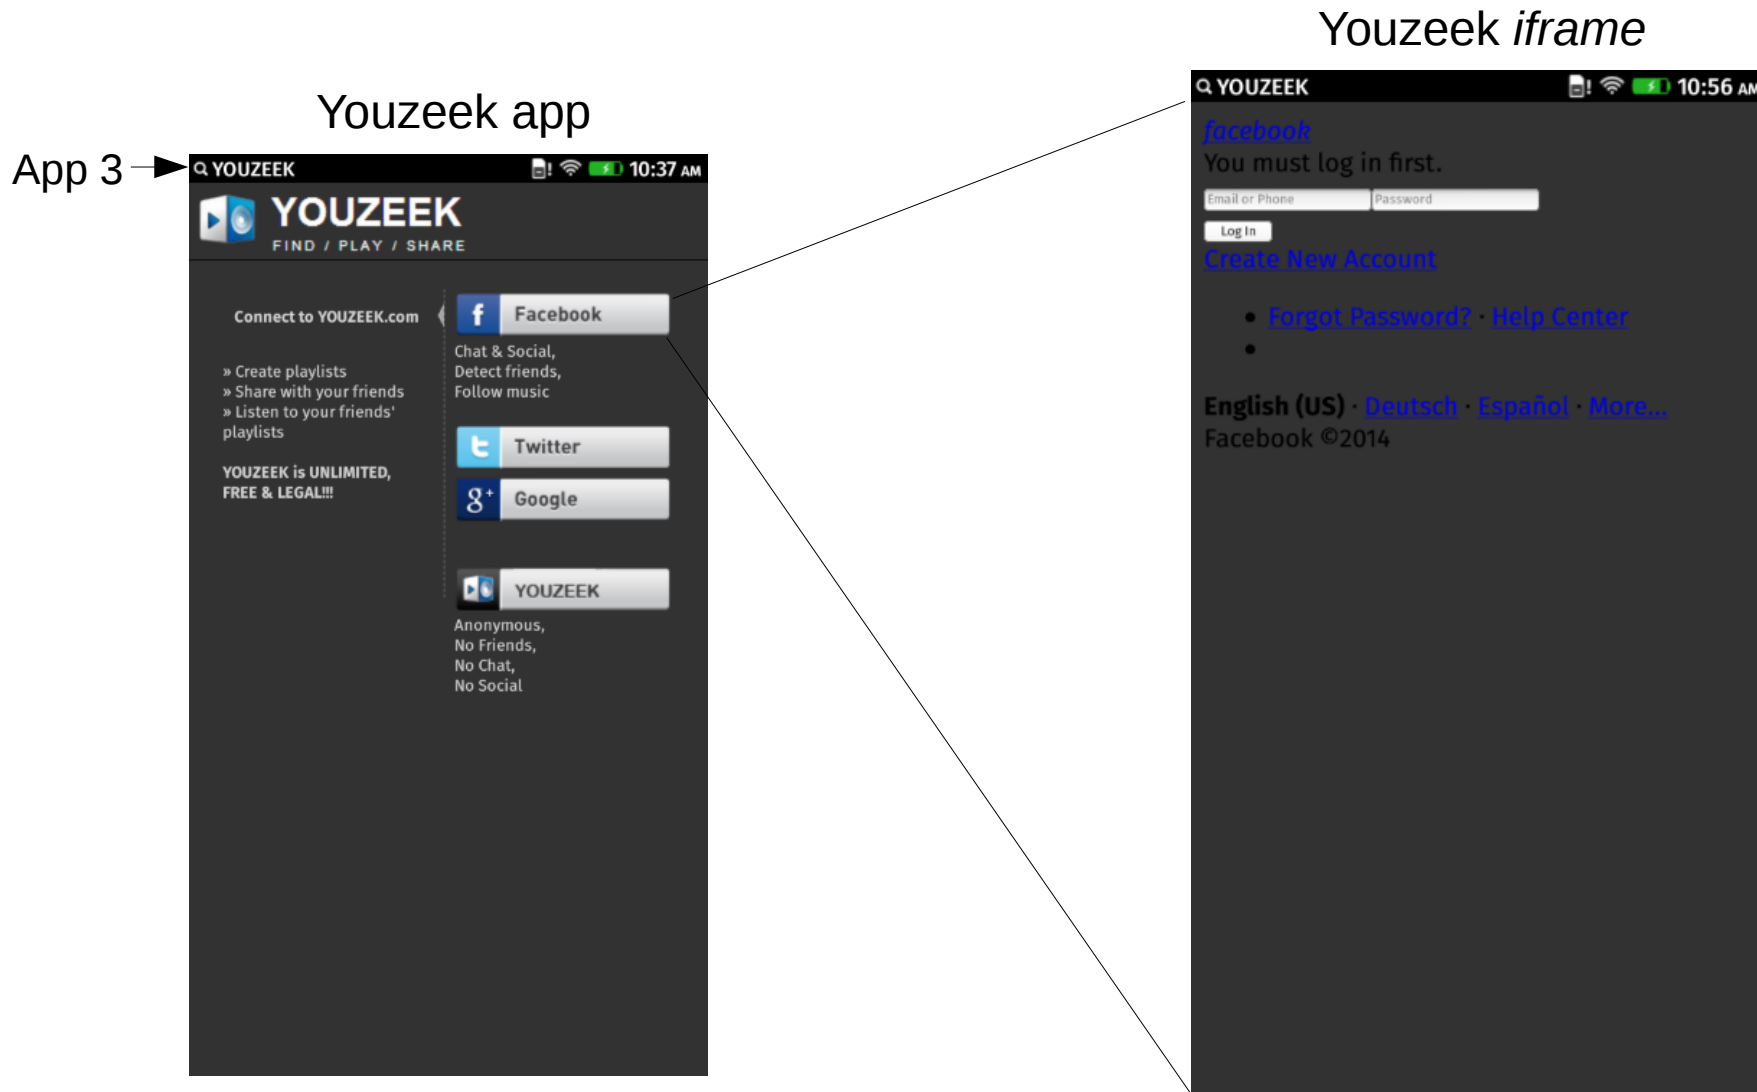 Youzeek app
App 3
YOUZEEK
10:37 AM
YOUZEEK
FIND / PLAY / SHARE
Connect to YOUZEEK.com
» Create playlists
» Share with your friends
» Listen to your friends'
playlists
YOUZEEK is UNLIMITED,
FREE & LEGAL!!!
f Facebook
Chat & Social,
Detect friends,
Follow music
t Twitter
g+ Google
YOUZEEK
Anonymous,
No Friends,
No Chat,
No Social
Youzeek iframe
YOUZEEK
10:56 AM
facebook
You must log in first.
Email or Phone Password
Log In
Create New Account
• Forgot Password? · Help Center
•
English (US) · Deutsch · Español · More...
Facebook ©2014